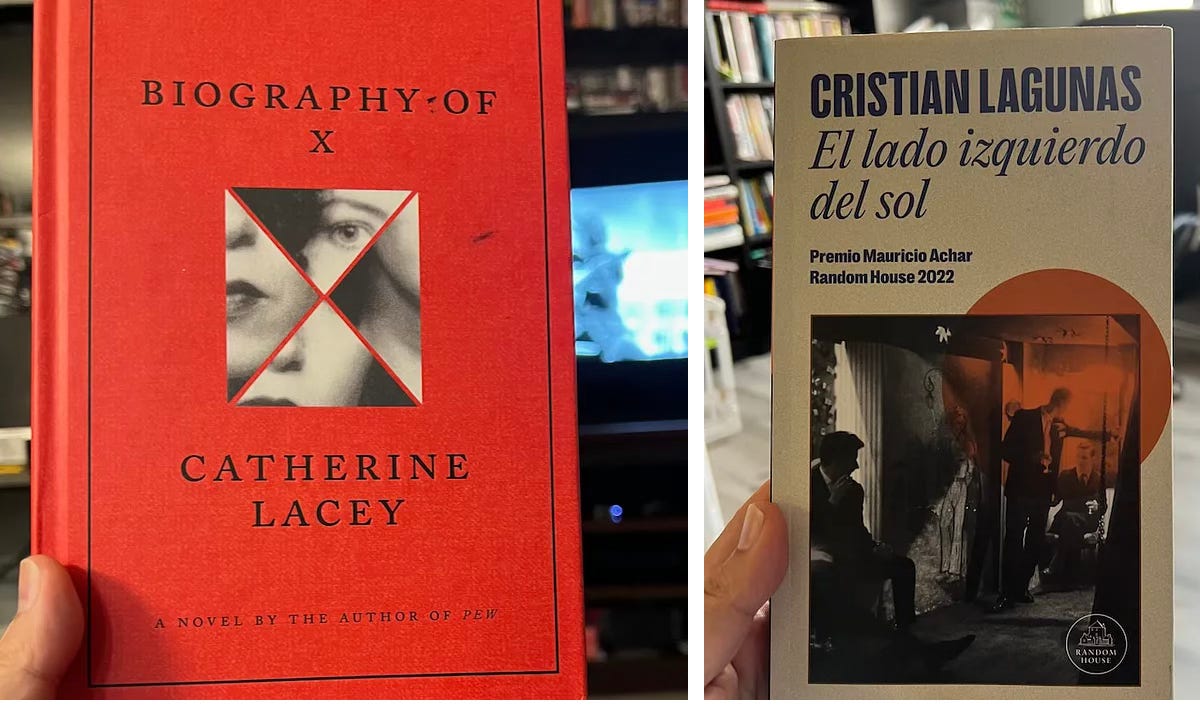 BIOGRAPHY OF
X
CATHERINE
LACEY
A NOVEL BY THE AUTHOR OF PEW
CRISTIAN LAGUNAS
El lado izquierdo
del sol
Premio Mauricio Achar
Random House 2022
RANDOM
HOUSE